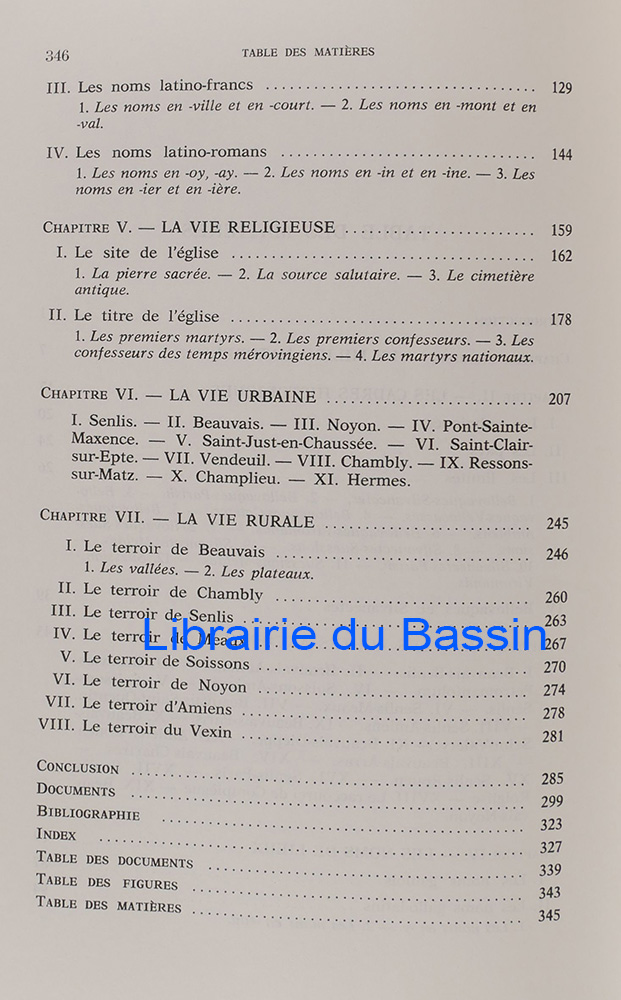 346 TABLE DES MATIÈRES
III. Les noms latino-francs 129
1. Les noms en -ville et en -court. — 2. Les noms en -mont et en
-val.
IV. Les noms latino-romans 144
1. Les noms en -oy, -ay. — 2. Les noms en -in et en -ine. — 3. Les
noms en -ier et en -ière.
CHAPITRE V. — LA VIE RELIGIEUSE 159
I. Le site de l'église 162
1. La pierre sacrée. — 2. La source salutaire. — 3. Le cimetière
antique.
II. Le titre de l'église 178
1. Les premiers martyrs. — 2. Les premiers confesseurs. — 3. Les
confesseurs des temps mérovingiens. — 4. Les martyrs nationaux.
CHAPITRE VI. — LA VIE URBAINE 207
I. Senlis. — II. Beauvais. — III. Noyon. — IV. Pont-Sainte-
Maxence. — V. Saint-Just-en-Chaussée. — VI. Saint-Clair-
sur-Epte. — VII. Vendeuil. — VIII. Chambly. — IX. Ressons-
sur-Matz. — X. Champlieu. — XI. Hermes.
CHAPITRE VII. — LA VIE RURALE 245
I. Le terroir de Beauvais 246
1. Les vallées. — 2. Les plateaux.
II. Le terroir de Chambly 260
III. Le terroir de Senlis 263
IV. Le terroir de Meaux 267
Librairie du Bassin
V. Le terroir de Soissons 270
VI. Le terroir de Noyon 274
VII. Le terroir d'Amiens 278
VIII. Le terroir du Vexin 281
CONCLUSION 285
DOCUMENTS 299
BIBLIOGRAPHIE 323
INDEX 327
TABLE DES DOCUMENTS 339
TABLE DES FIGURES 343
TABLE DES MATIÈRES 345